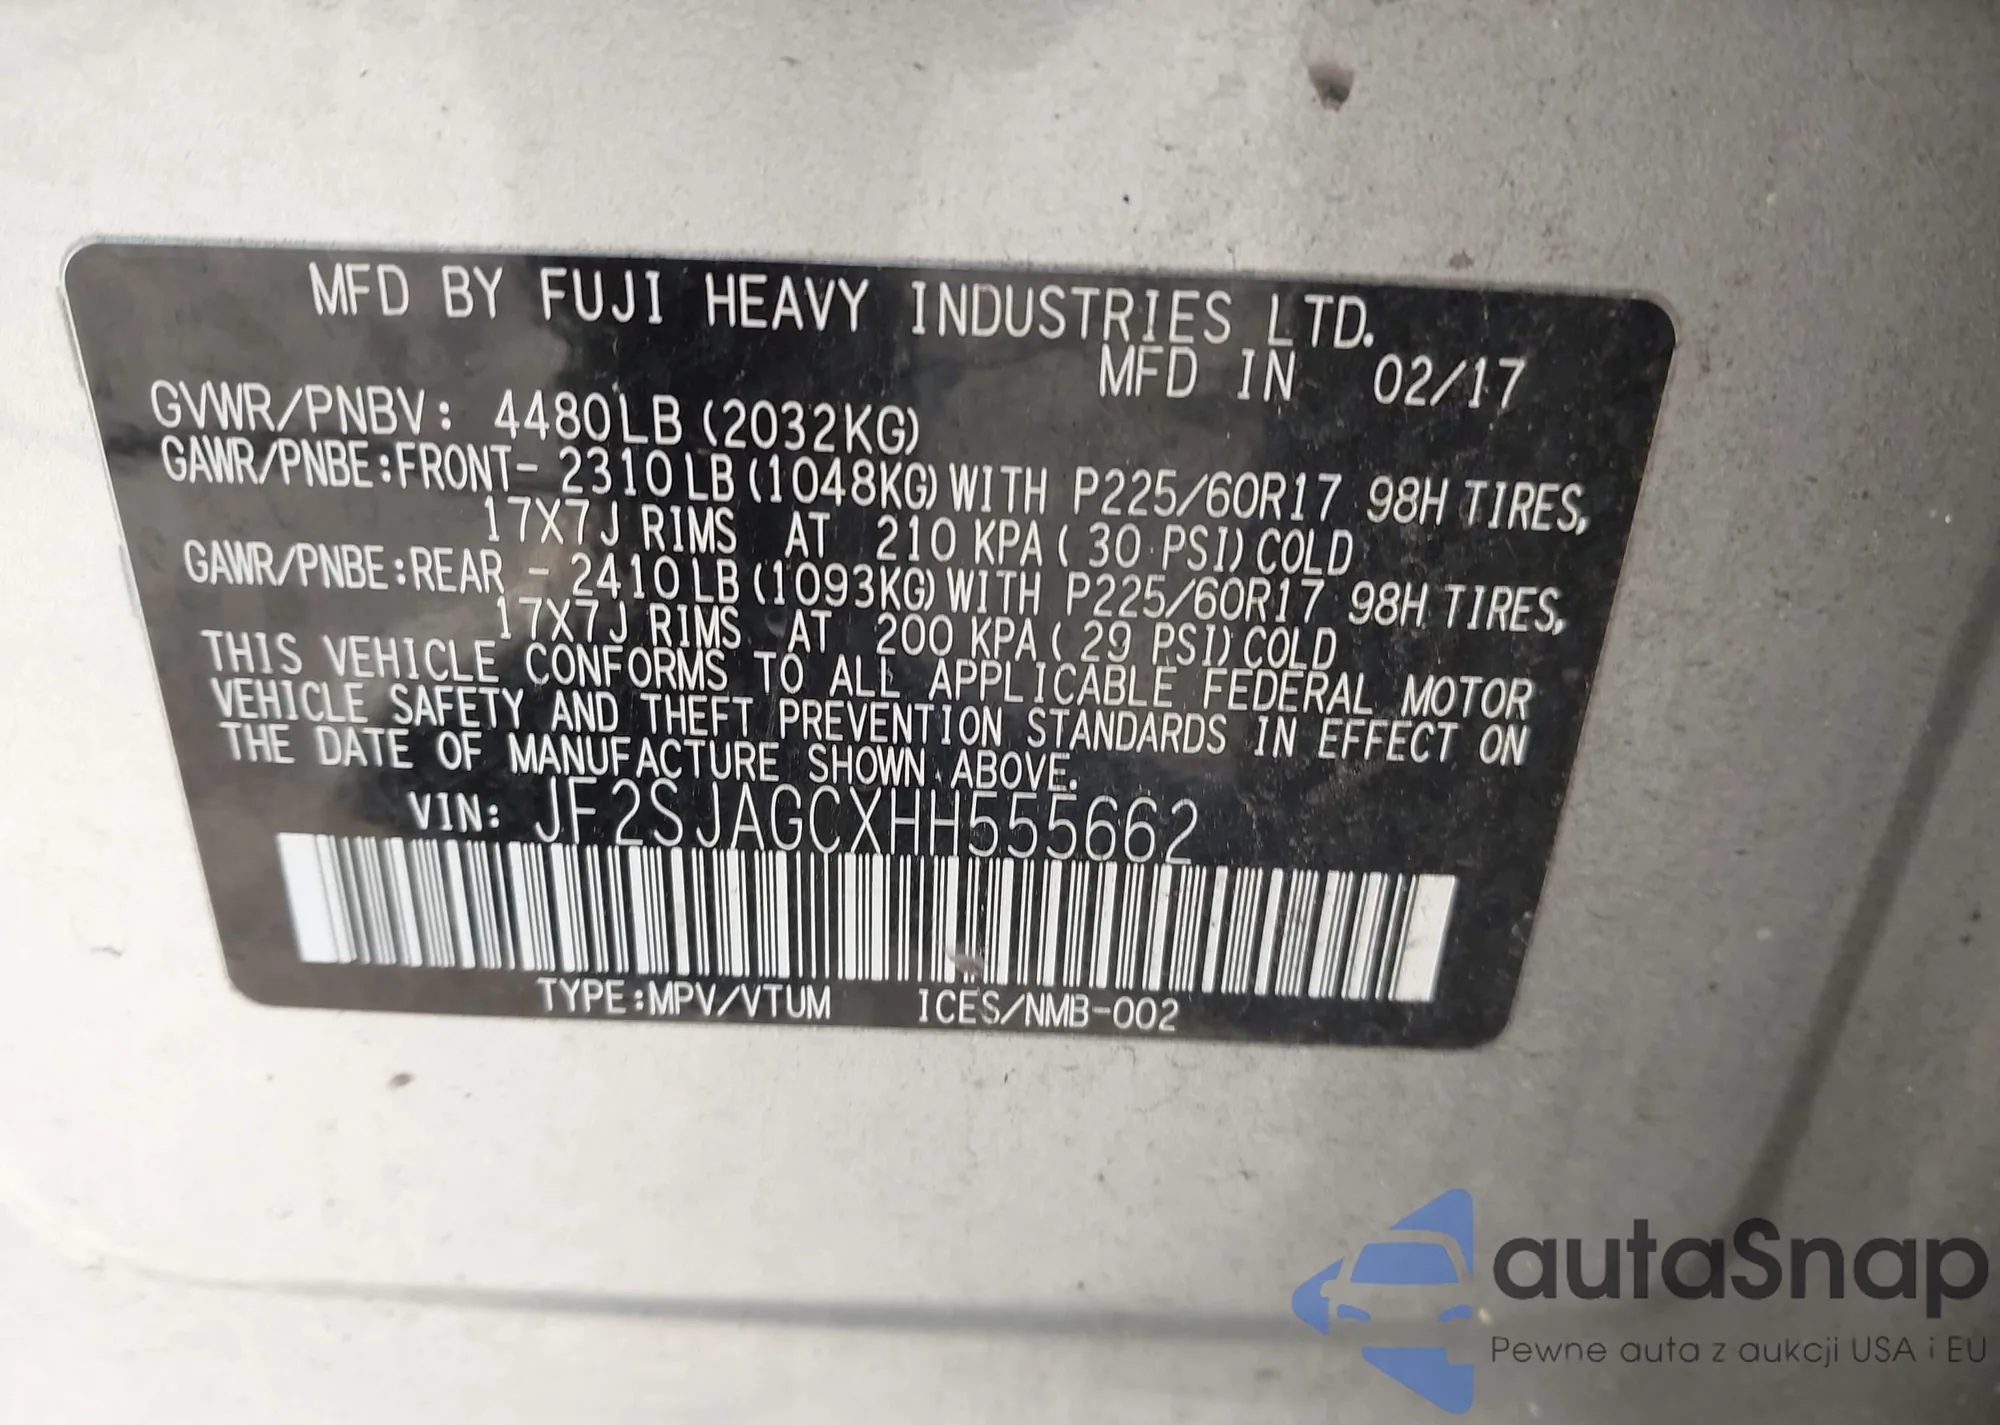 MFD BY FUJI HEAVY INDUSTRIES LTD.
MFD IN 02/17
GVWR/PNBV: 4480LB (2032KG)
GAWR/PNBE:FRONT- 2310LB(1048KG)WITH P225/60R17 98H TIRES,
17X7J RIMS AT 210 KPA( 30 PSI)COLD
GAWR/PNBE:REAR - 2410LB(1093KG)WITH P225/60R17 98H TIRES,
17X7J RIMS AT 200 KPA( 29 PSI)COLD
THIS VEHICLE CONFORMS TO ALL APPLICABLE FEDERAL MOTOR
VEHICLE SAFETY AND THEFT PREVENTION STANDARDS IN EFFECT ON
THE DATE OF MANUFACTURE SHOWN ABOVE.
VIN: JF2SJAGCXHH555662
TYPE:MPV/VTUM ICES/NMB-002
autaSnap
Pewne auta z aukcji USA i EU